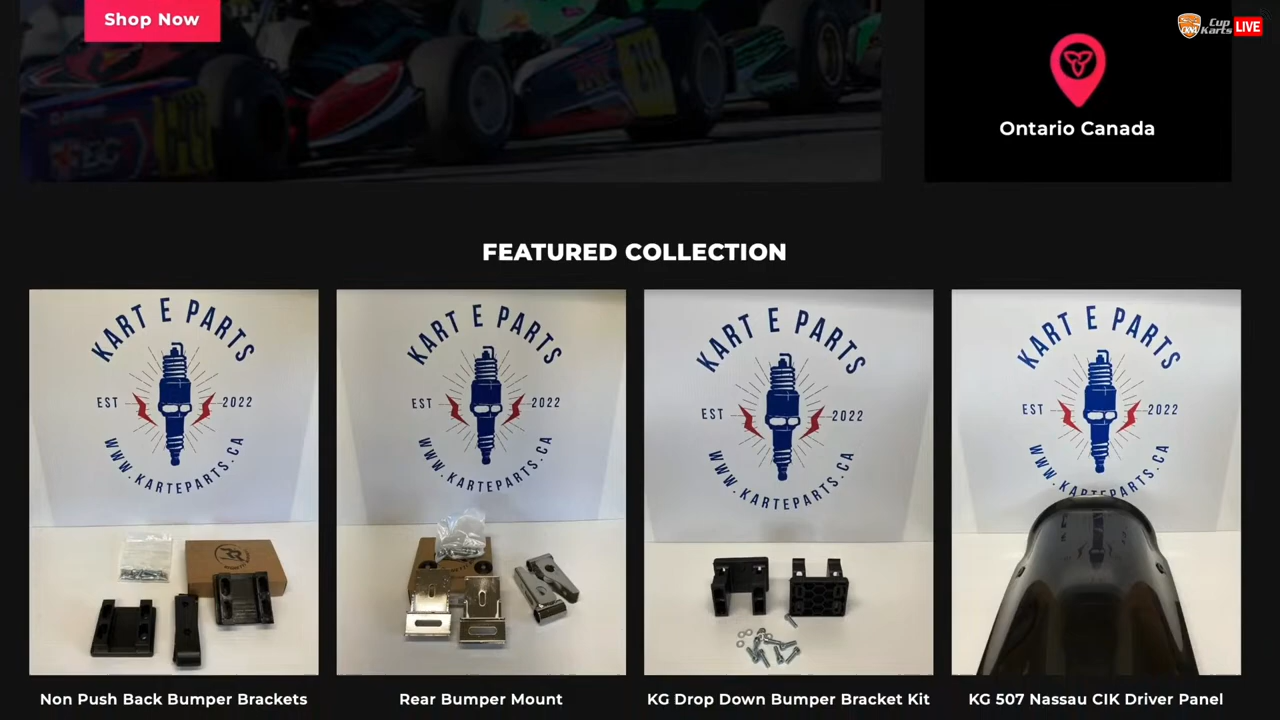 Shop Now
Cup
CKNA
Karts LIVE
Ontario Canada
FEATURED COLLECTION
KART E PARTS
EST 2022
WWW.KARTEPARTS.CA
KART E PARTS
EST 2022
WWW.KARTEPARTS.CA
KART E PARTS
EST 2022
WWW.KARTEPARTS.CA
KART E PARTS
EST 2022
WWW.KARTEPARTS.CA
Non Push Back Bumper Brackets
Rear Bumper Mount
KG Drop Down Bumper Bracket Kit
KG 507 Nassau CIK Driver Panel